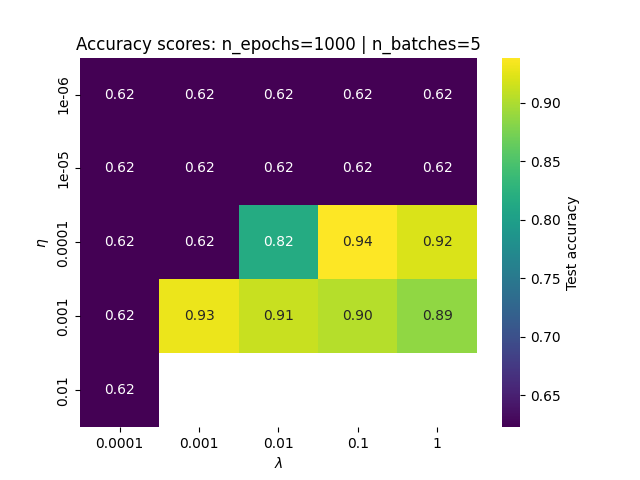 Accuracy scores: n_epochs=1000 | n_batches=5
1e-06 0.62 0.62 0.62 0.62 0.62
1e-05 0.62 0.62 0.62 0.62 0.62
0.0001 0.62 0.62 0.82 0.94 0.92
0.001 0.62 0.93 0.91 0.90 0.89
0.01 0.62
η
0.0001 0.001 0.01 0.1 1
λ
0.90
0.85
0.80
0.75
0.70
0.65
Test accuracy